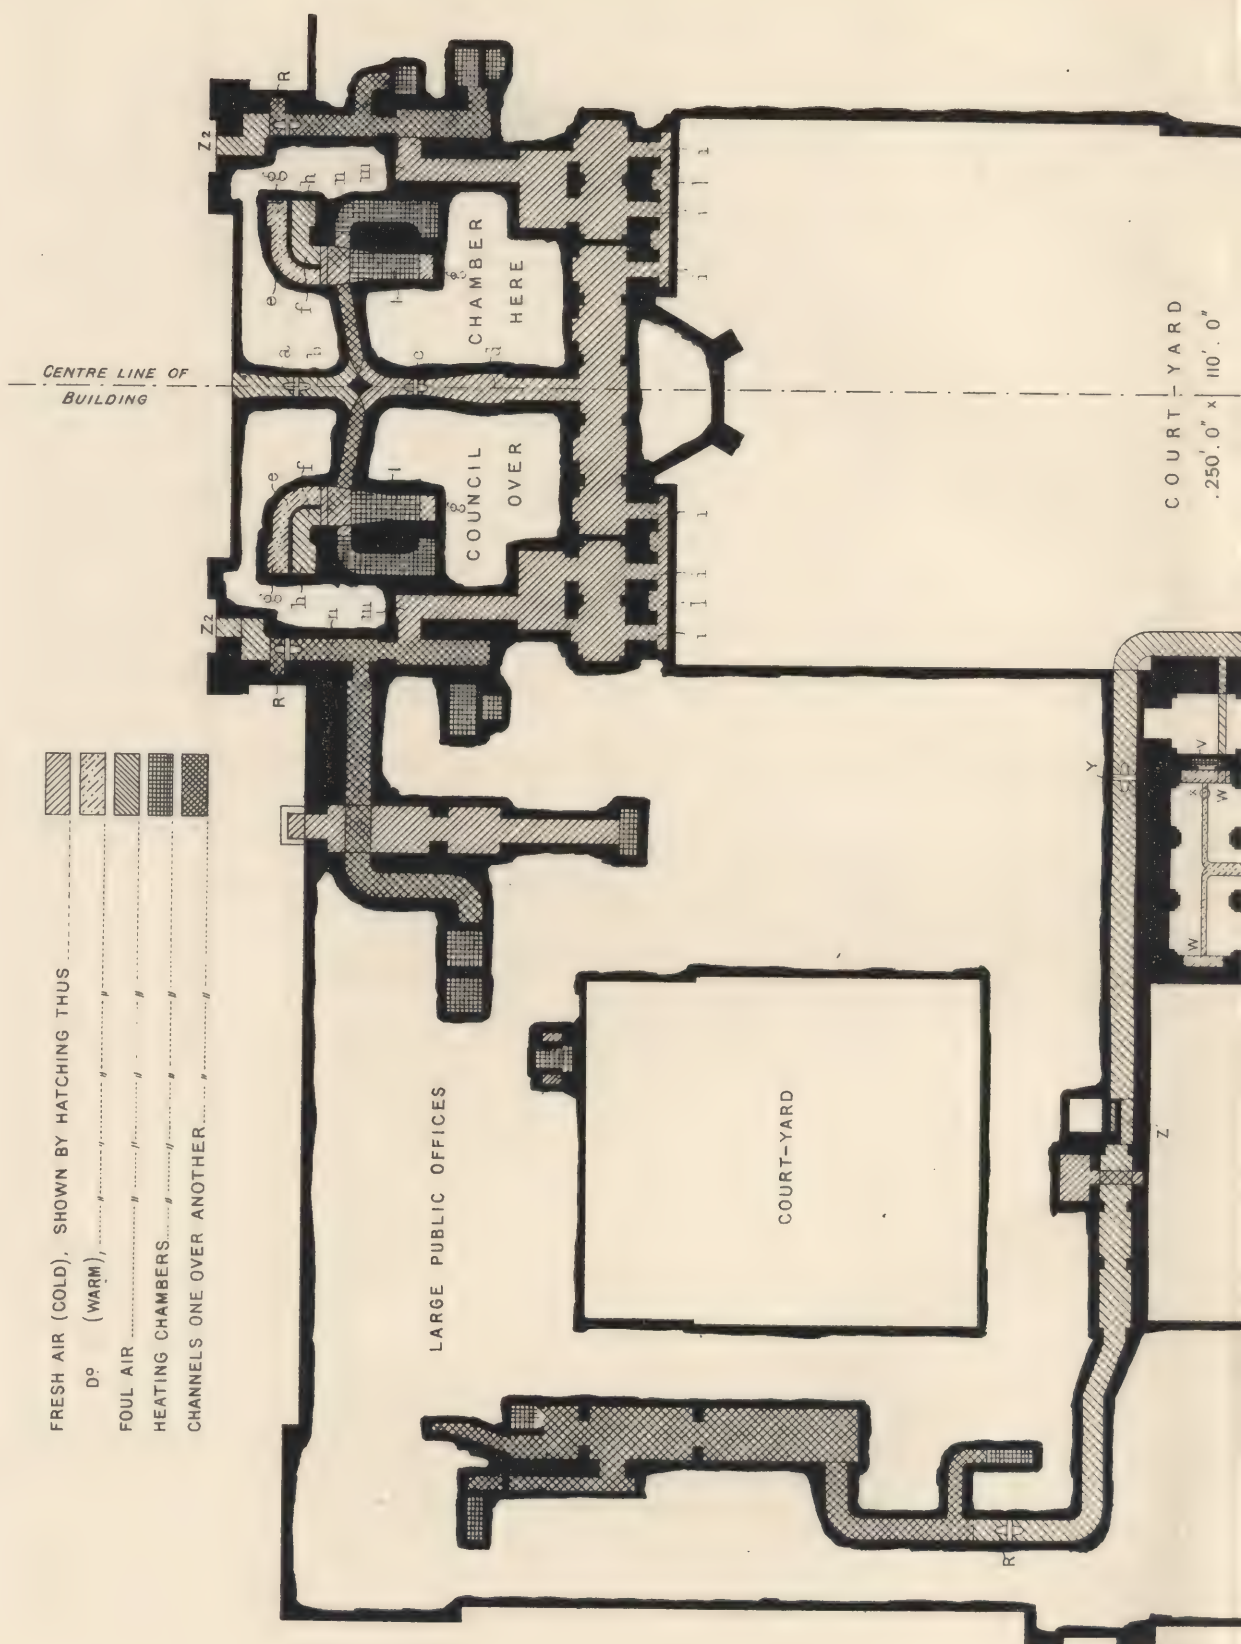 FRESH AIR (COLD), SHOWN BY HATCHING THUS
Dº (WARM), " " "
FOUL AIR " " "
HEATING CHAMBERS " " "
CHANNELS ONE OVER ANOTHER "
CENTRE LINE OF
BUILDING
COUNCIL CHAMBER
OVER HERE
COURT-YARD
250'. 0" x 110'. 0"
LARGE PUBLIC OFFICES
COURT-YARD
Z2
R
g
h
n
m
e
f
i
g
a
b
c
d
e
f
i
g
g
h
n
m
Z2
R
i
i
i
i
i
i
i
i
Y
V
X
W
W
Z'
R